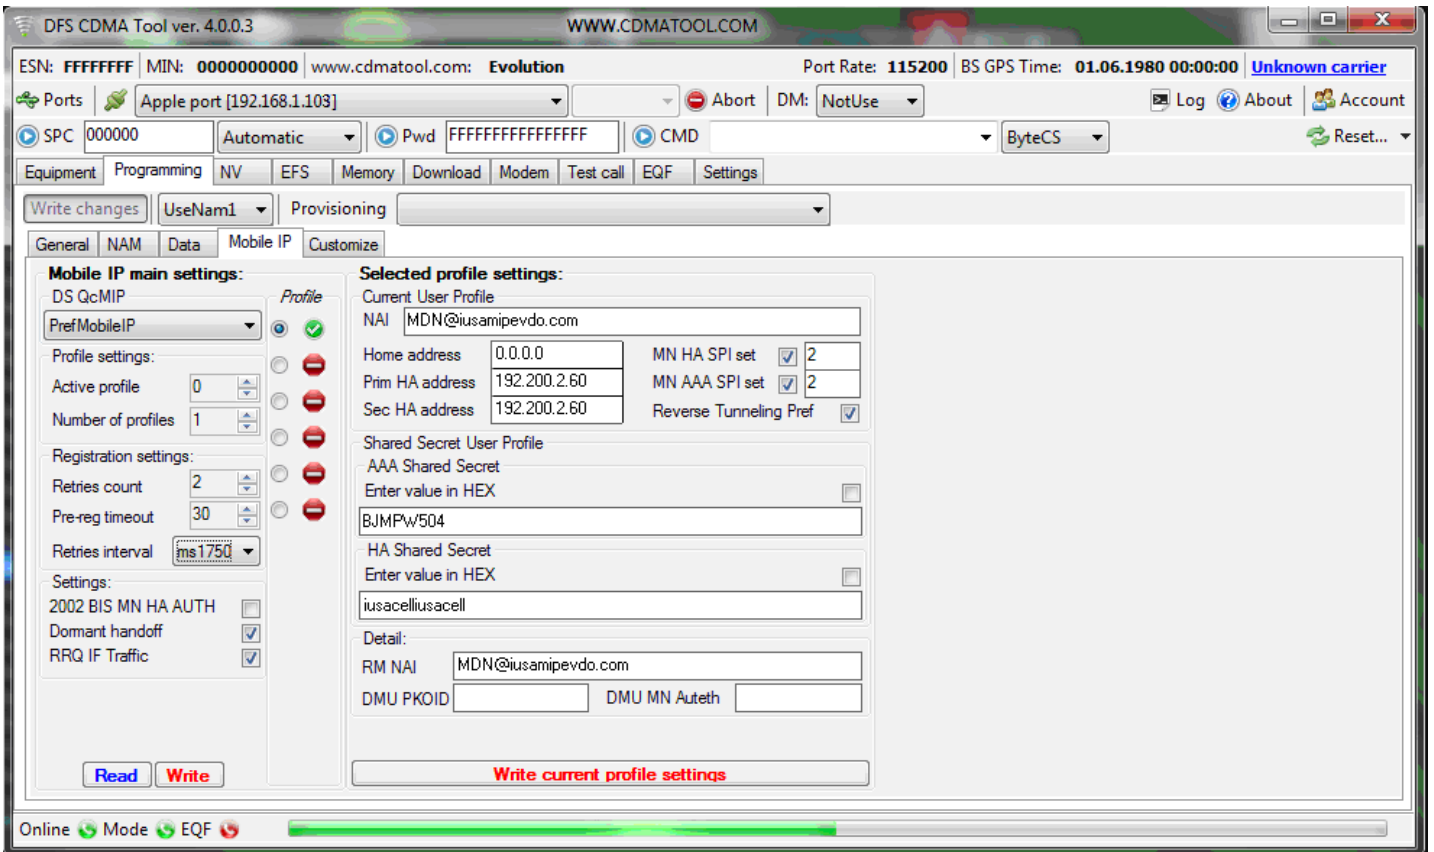 DFS CDMA Tool ver. 4.0.0.3 WWW.CDMATOOL.COM
ESN: FFFFFFFF MIN: 0000000000 www.cdmatool.com: Evolution Port Rate: 115200 BS GPS Time: 01.06.1980 00:00:00 Unknown carrier
Ports Apple port [192.168.1.103] Abort DM: NotUse Log About Account
SPC 000000 Automatic Pwd FFFFFFFFFFFFFFFF CMD ByteCS Reset...
Equipment Programming NV EFS Memory Download Modem Test call EQF Settings
Write changes UseNam1 Provisioning
General NAM Data Mobile IP Customize
Mobile IP main settings:
DS QcMIP Profile
PrefMobileIP
Profile settings:
Active profile 0
Number of profiles 1
Registration settings:
Retries count 2
Pre-reg timeout 30
Retries interval ms1750
Settings:
2002 BIS MN HA AUTH
Dormant handoff
RRQ IF Traffic
Read Write
Selected profile settings:
Current User Profile
NAI MDN@iusamipevdo.com
Home address 0.0.0.0 MN HA SPI set 2
Prim HA address 192.200.2.60 MN AAA SPI set 2
Sec HA address 192.200.2.60 Reverse Tunneling Pref
Shared Secret User Profile
AAA Shared Secret
Enter value in HEX
BJMPW504
HA Shared Secret
Enter value in HEX
iusacelliusacell
Detail:
RM NAI MDN@iusamipevdo.com
DMU PKOID DMU MN Auteth
Write current profile settings
Online Mode EQF